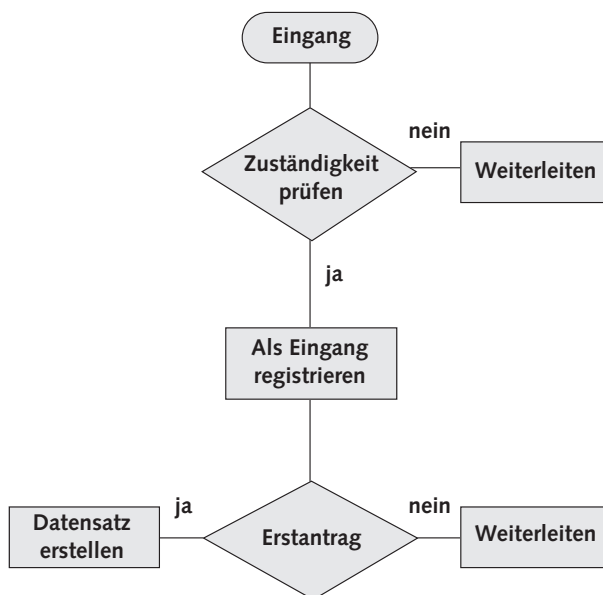 Eingang
nein
Zuständigkeit
prüfen
Weiterleiten
ja
Als Eingang
registrieren
ja
nein
Datensatz
erstellen
Erstantrag
Weiterleiten